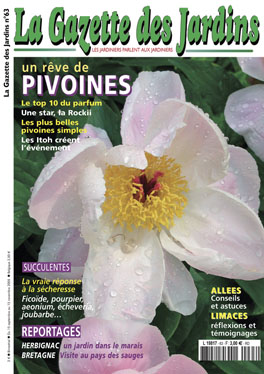 La Gazette des Jardins n°63
La Gazette des Jardins
LES JARDINIERS PARLENT AUX JARDINIERS
un rêve de
PIVOINES
Le top 10 du parfum
Une star, la Rockii
Les plus belles
pivoines simples
Les Itoh créent
l'événement
SUCCULENTES
La vraie réponse
à la sécheresse
Ficoïde, pourpier,
aeonium, écheveria,
joubarbe...
REPORTAGES
HERBIGNAC un jardin dans le marais
BRETAGNE Visite au pays des sauges
ALLEES
Conseils
et astuces
LIMACES
réflexions et
témoignages